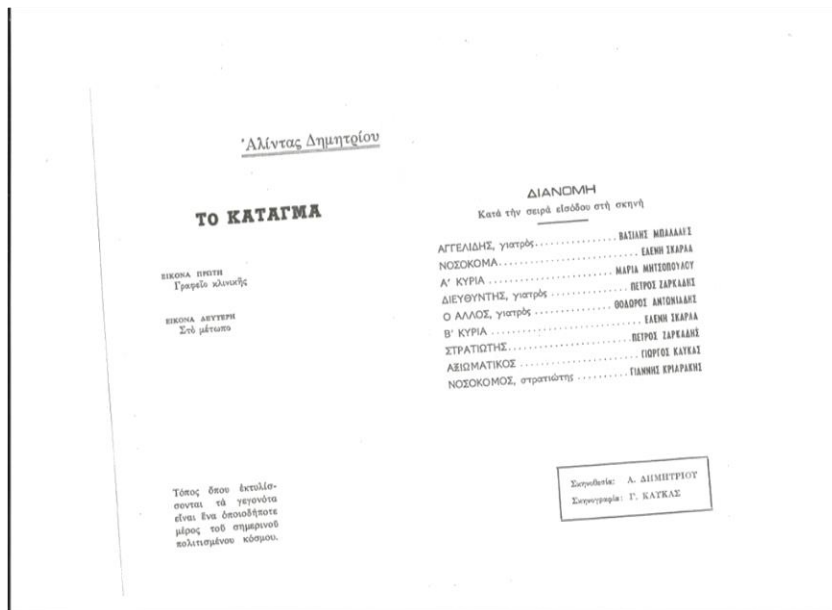 Ἀλίντας Δημητρίου
ΤΟ ΚΑΤΑΓΜΑ
ΕΙΚΟΝΑ ΠΡΩΤΗ
Γραφεῖο κλινικῆς
ΕΙΚΟΝΑ ΔΕΥΤΕΡΗ
Στὸ μέτωπο
Τόπος ὅπου ἐκτυλίσ-
σονται τὰ γεγονότα
εἶναι ἕνα ὁποιοδήποτε
μέρος τοῦ σημερινοῦ
πολιτισμένου κόσμου.
ΔΙΑΝΟΜΗ
Κατὰ τὴν σειρὰ εἰσόδου στὴ σκηνή
ΑΓΓΕΛΙΔΗΣ, γιατρὸς ............... ΒΑΣΙΛΗΣ ΜΠΑΛΑΔΗΣ
ΝΟΣΟΚΟΜΑ ..................... ΕΛΕΝΗ ΣΚΑΡΛΑ
Α' ΚΥΡΙΑ ..................... ΜΑΡΙΑ ΜΗΤΣΟΠΟΥΛΟΥ
ΔΙΕΥΘΥΝΤΗΣ, γιατρὸς ............... ΠΕΤΡΟΣ ΖΑΡΚΑΔΗΣ
Ο ΑΛΛΟΣ, γιατρὸς ............... ΘΟΔΩΡΟΣ ΑΝΤΩΝΙΑΔΗΣ
Β' ΚΥΡΙΑ ..................... ΕΛΕΝΗ ΣΚΑΡΛΑ
ΣΤΡΑΤΙΩΤΗΣ ..................... ΠΕΤΡΟΣ ΖΑΡΚΑΔΗΣ
ΑΞΙΩΜΑΤΙΚΟΣ ..................... ΓΙΩΡΓΟΣ ΚΑΥΚΑΣ
ΝΟΣΟΚΟΜΟΣ, στρατιώτης .......... ΓΙΑΝΝΗΣ ΚΡΙΑΡΑΚΗΣ
Σκηνοθεσία: Α. ΔΗΜΗΤΡΙΟΥ
Σκηνογραφία: Γ. ΚΑΥΚΑΣ